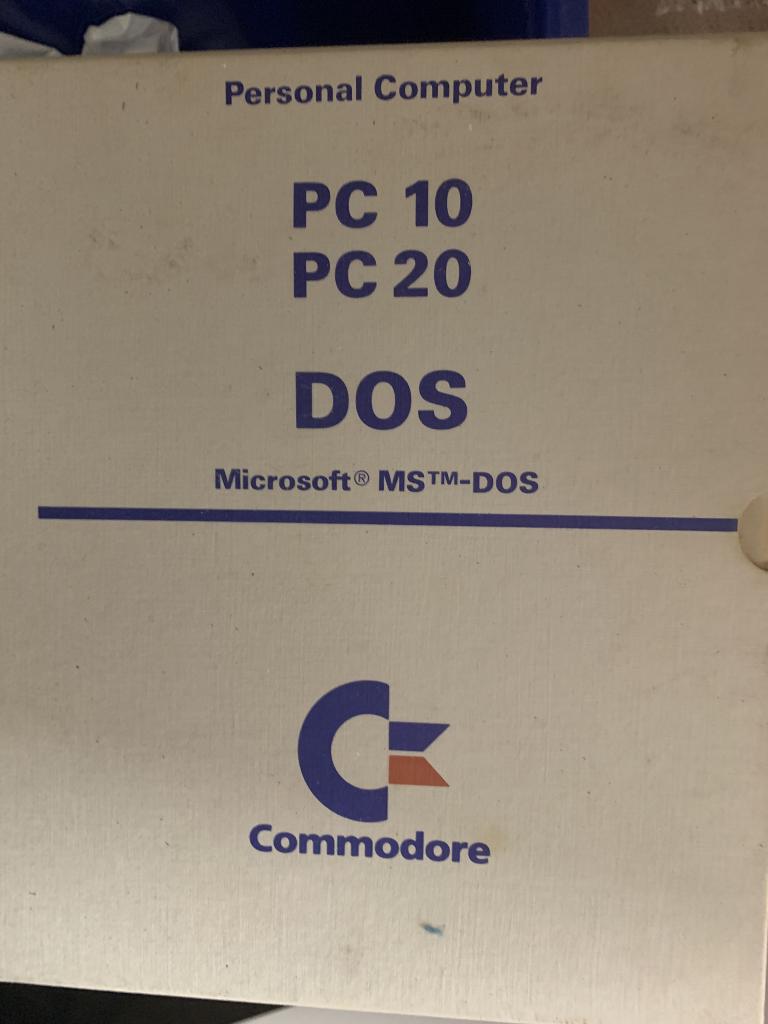 Personal Computer
PC 10
PC 20
DOS
Microsoft® MS™-DOS
Commodore